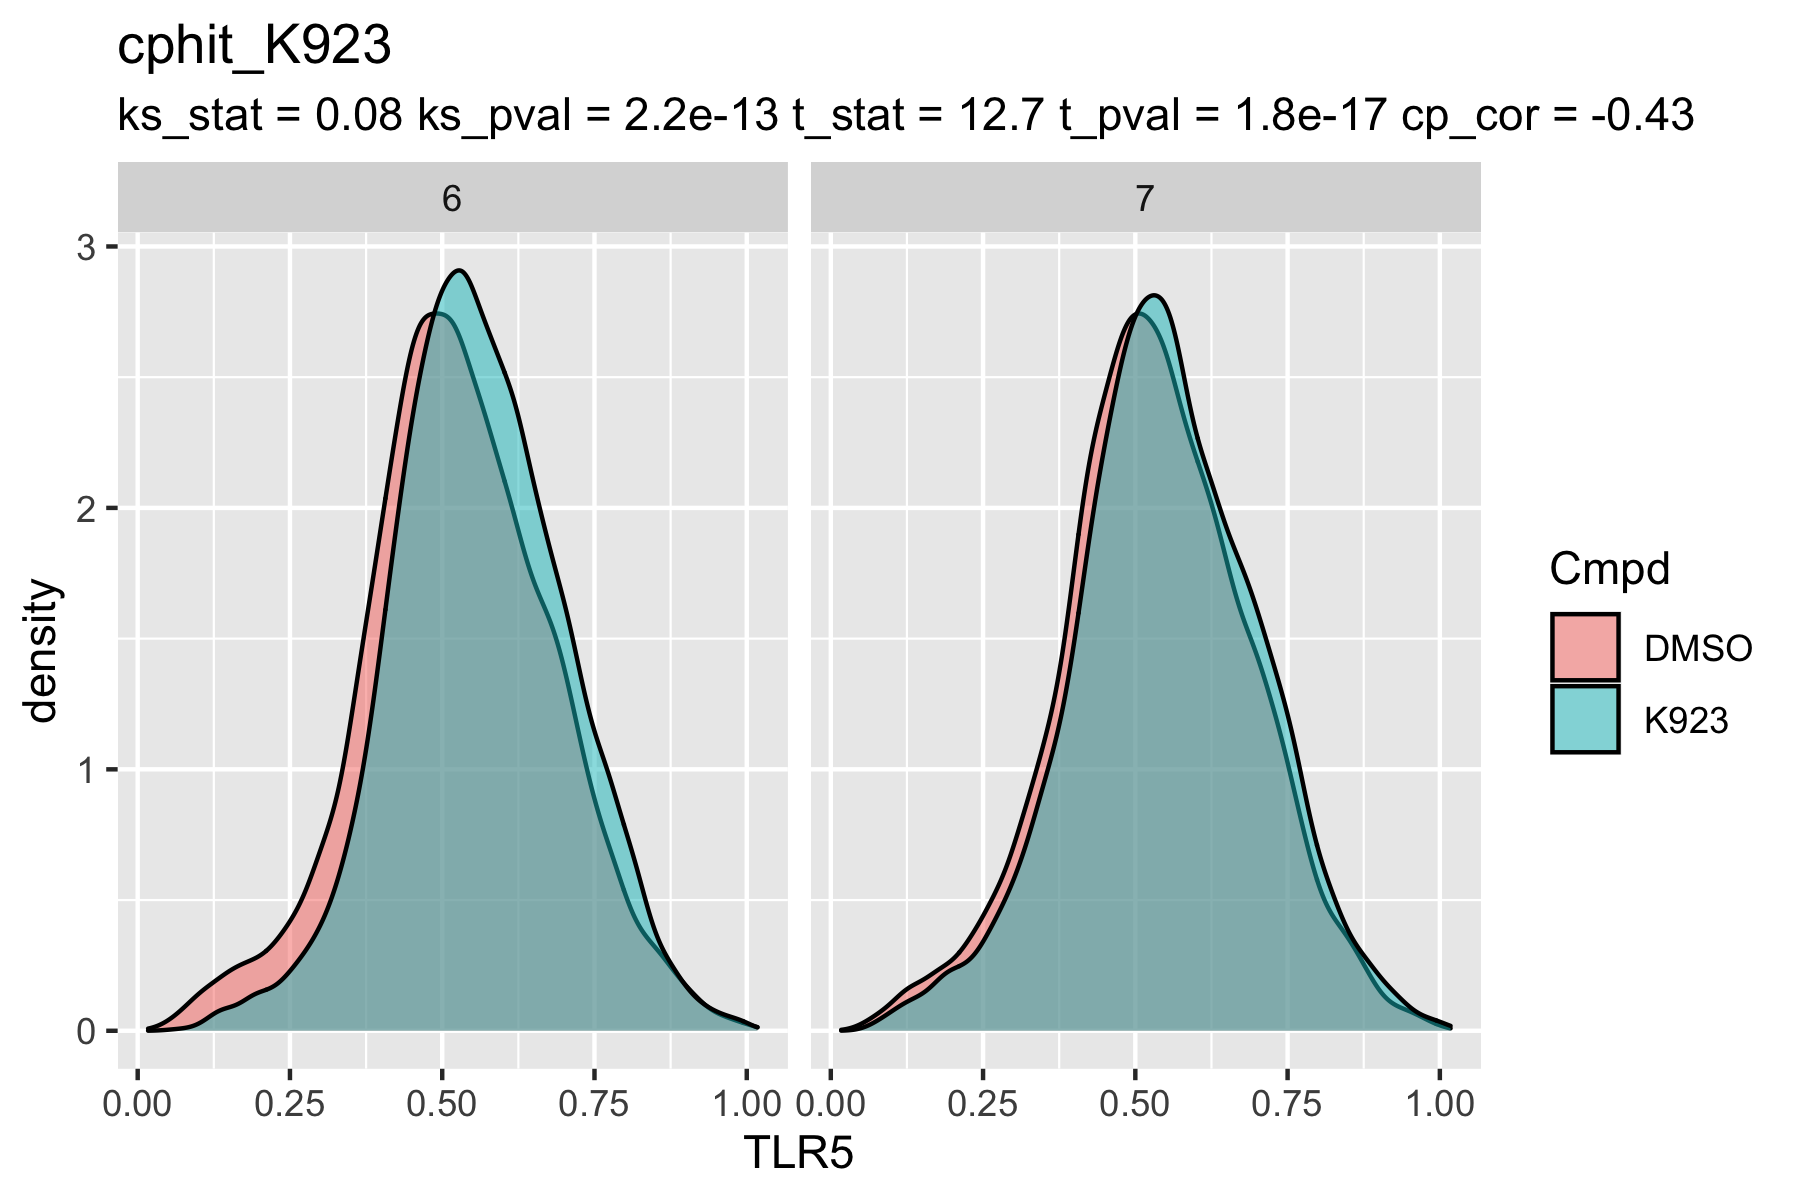 cphit_K923
ks_stat = 0.08 ks_pval = 2.2e-13 t_stat = 12.7 t_pval = 1.8e-17 cp_cor = -0.43
6
7
3
2
1
0
density
0.00 0.25 0.50 0.75 1.00
0.00 0.25 0.50 0.75 1.00
TLR5
Cmpd
DMSO
K923